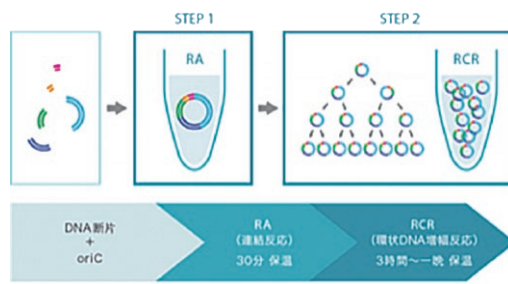 STEP 1
STEP 2
RA
RCR
DNA断片
+
oriC
RA
(連結反応)
30分 保温
RCR
(環状DNA増幅反応)
3時間〜一晩 保温